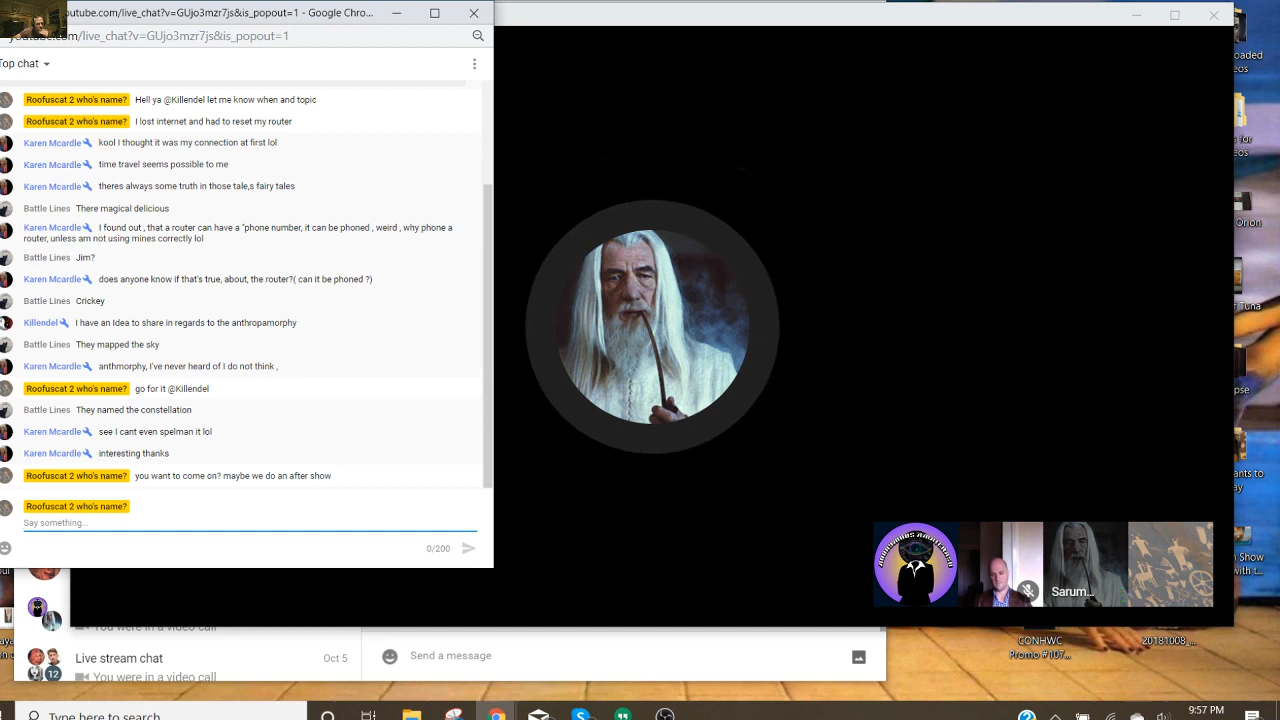 youtube.com/live_chat?v=GUjo3mzr7js&is_popout=1 - Google Chro...
youtube.com/live_chat?v=GUjo3mzr7js&is_popout=1
Top chat
Roofuscat 2 who's name? Hell ya @Killendel let me know when and topic
Roofuscat 2 who's name? I lost internet and had to reset my router
Karen Mcardle kool I thought it was my connection at first lol
Karen Mcardle time travel seems possible to me
Karen Mcardle theres always some truth in those tale,s fairy tales
Battle Lines There magical delicious
Karen Mcardle I found out , that a router can have a "phone number, it can be phoned , weird , why phone a
router, unless am not using mines correctly lol
Battle Lines Jim?
Karen Mcardle does anyone know if that's true, about, the router?( can it be phoned ?)
Battle Lines Crickey
Killendel I have an Idea to share in regards to the anthropamorphy
Battle Lines They mapped the sky
Karen Mcardle anthmorphy, I've never heard of I do not think ,
Roofuscat 2 who's name? go for it @Killendel
Battle Lines They named the constellation
Karen Mcardle see I cant even spelman it lol
Karen Mcardle interesting thanks
Roofuscat 2 who's name? you want to come on? maybe we do an after show
Roofuscat 2 who's name?
Say something...
0/200
You were in a video call
Live stream chat Oct 5
12 You were in a video call
Send a message
Sarum...
CONHWC
Promo #107...
20181008_...
Orion
Type here to search
9:57 PM